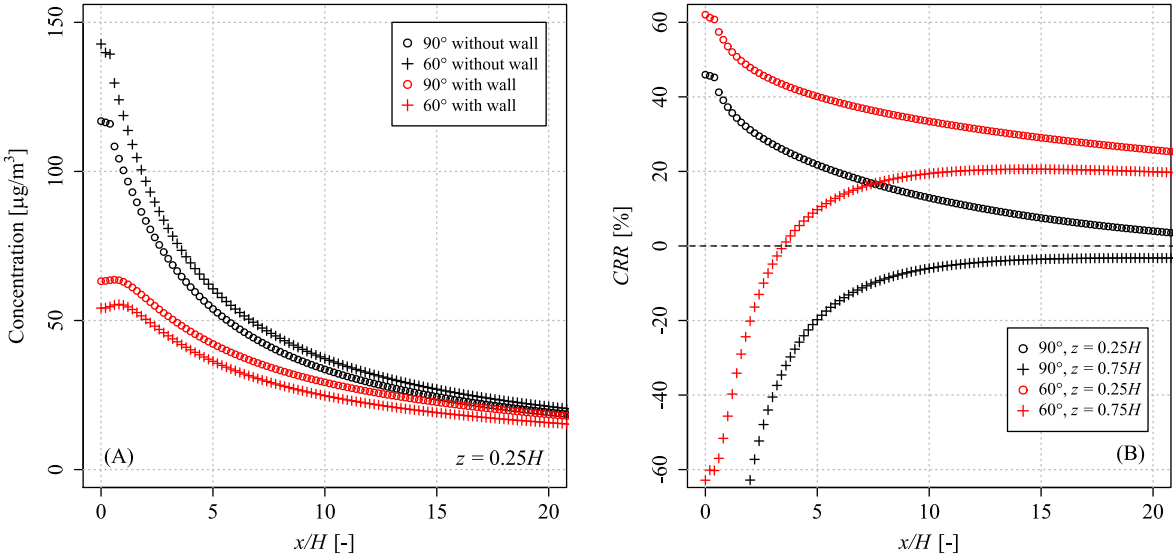 150
100
50
0
Concentration [µg/m³]
90° without wall
60° without wall
90° with wall
60° with wall
(A)
z = 0.25H
0
5
10
15
20
x/H [-]
60
40
20
0
-20
-40
-60
CRR [%]
90°, z = 0.25H
90°, z = 0.75H
60°, z = 0.25H
60°, z = 0.75H
(B)
0
5
10
15
20
x/H [-]